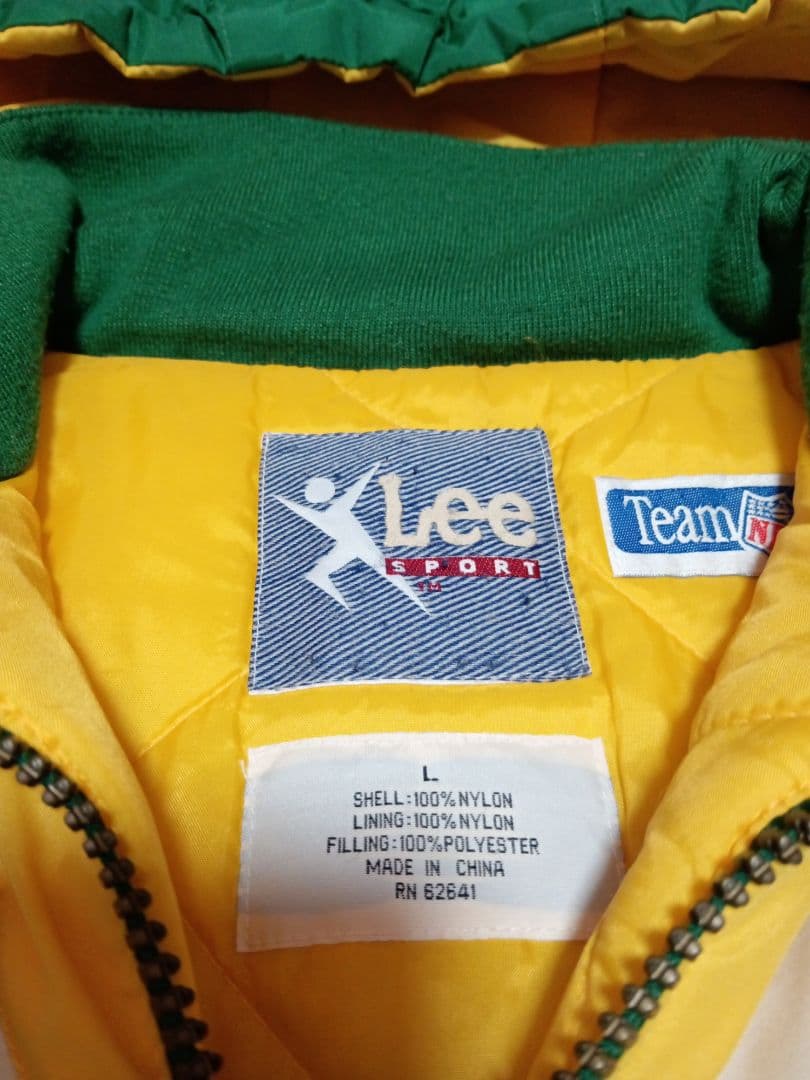 Lee
SPORT
TM
Team N
L
SHELL:100%NYLON
LINING:100%NYLON
FILLING:100%POLYESTER
MADE IN CHINA
RN 62641